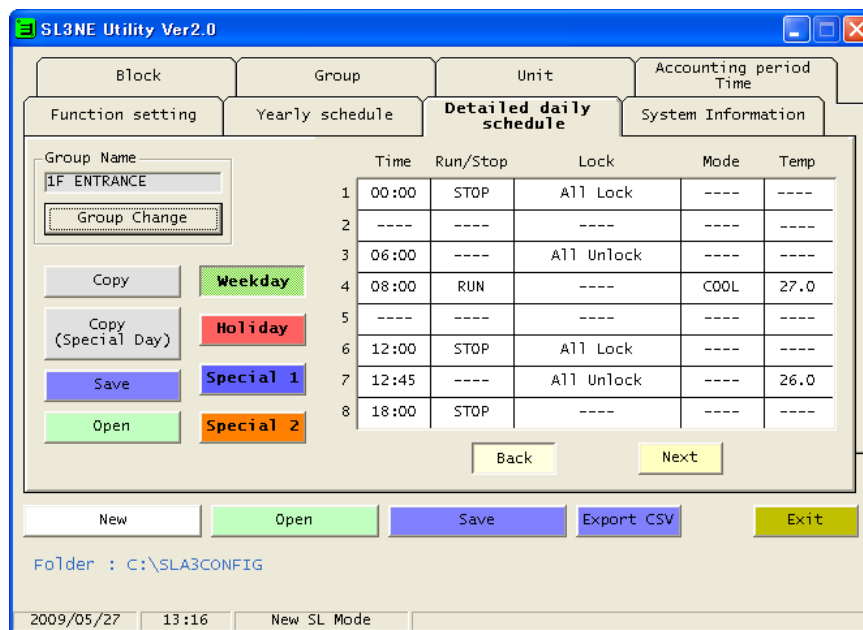 SL3NE Utility Ver2.0
Block Group Unit Accounting period
Time
Function setting Yearly schedule Detailed daily
schedule System Information
Group Name
1F ENTRANCE
Group Change
Copy
Copy
(Special Day)
Save
Open
Weekday
Holiday
Special 1
Special 2
Time Run/Stop Lock Mode Temp
1 00:00 STOP All Lock ---- ----
2 ---- ---- ---- ---- ----
3 06:00 ---- All Unlock ---- ----
4 08:00 RUN ---- COOL 27.0
5 ---- ---- ---- ---- ----
6 12:00 STOP All Lock ---- ----
7 12:45 ---- All Unlock ---- 26.0
8 18:00 STOP ---- ---- ----
Back Next
New Open Save Export CSV Exit
Folder : C:\SLA3CONFIG
2009/05/27 13:16 New SL Mode